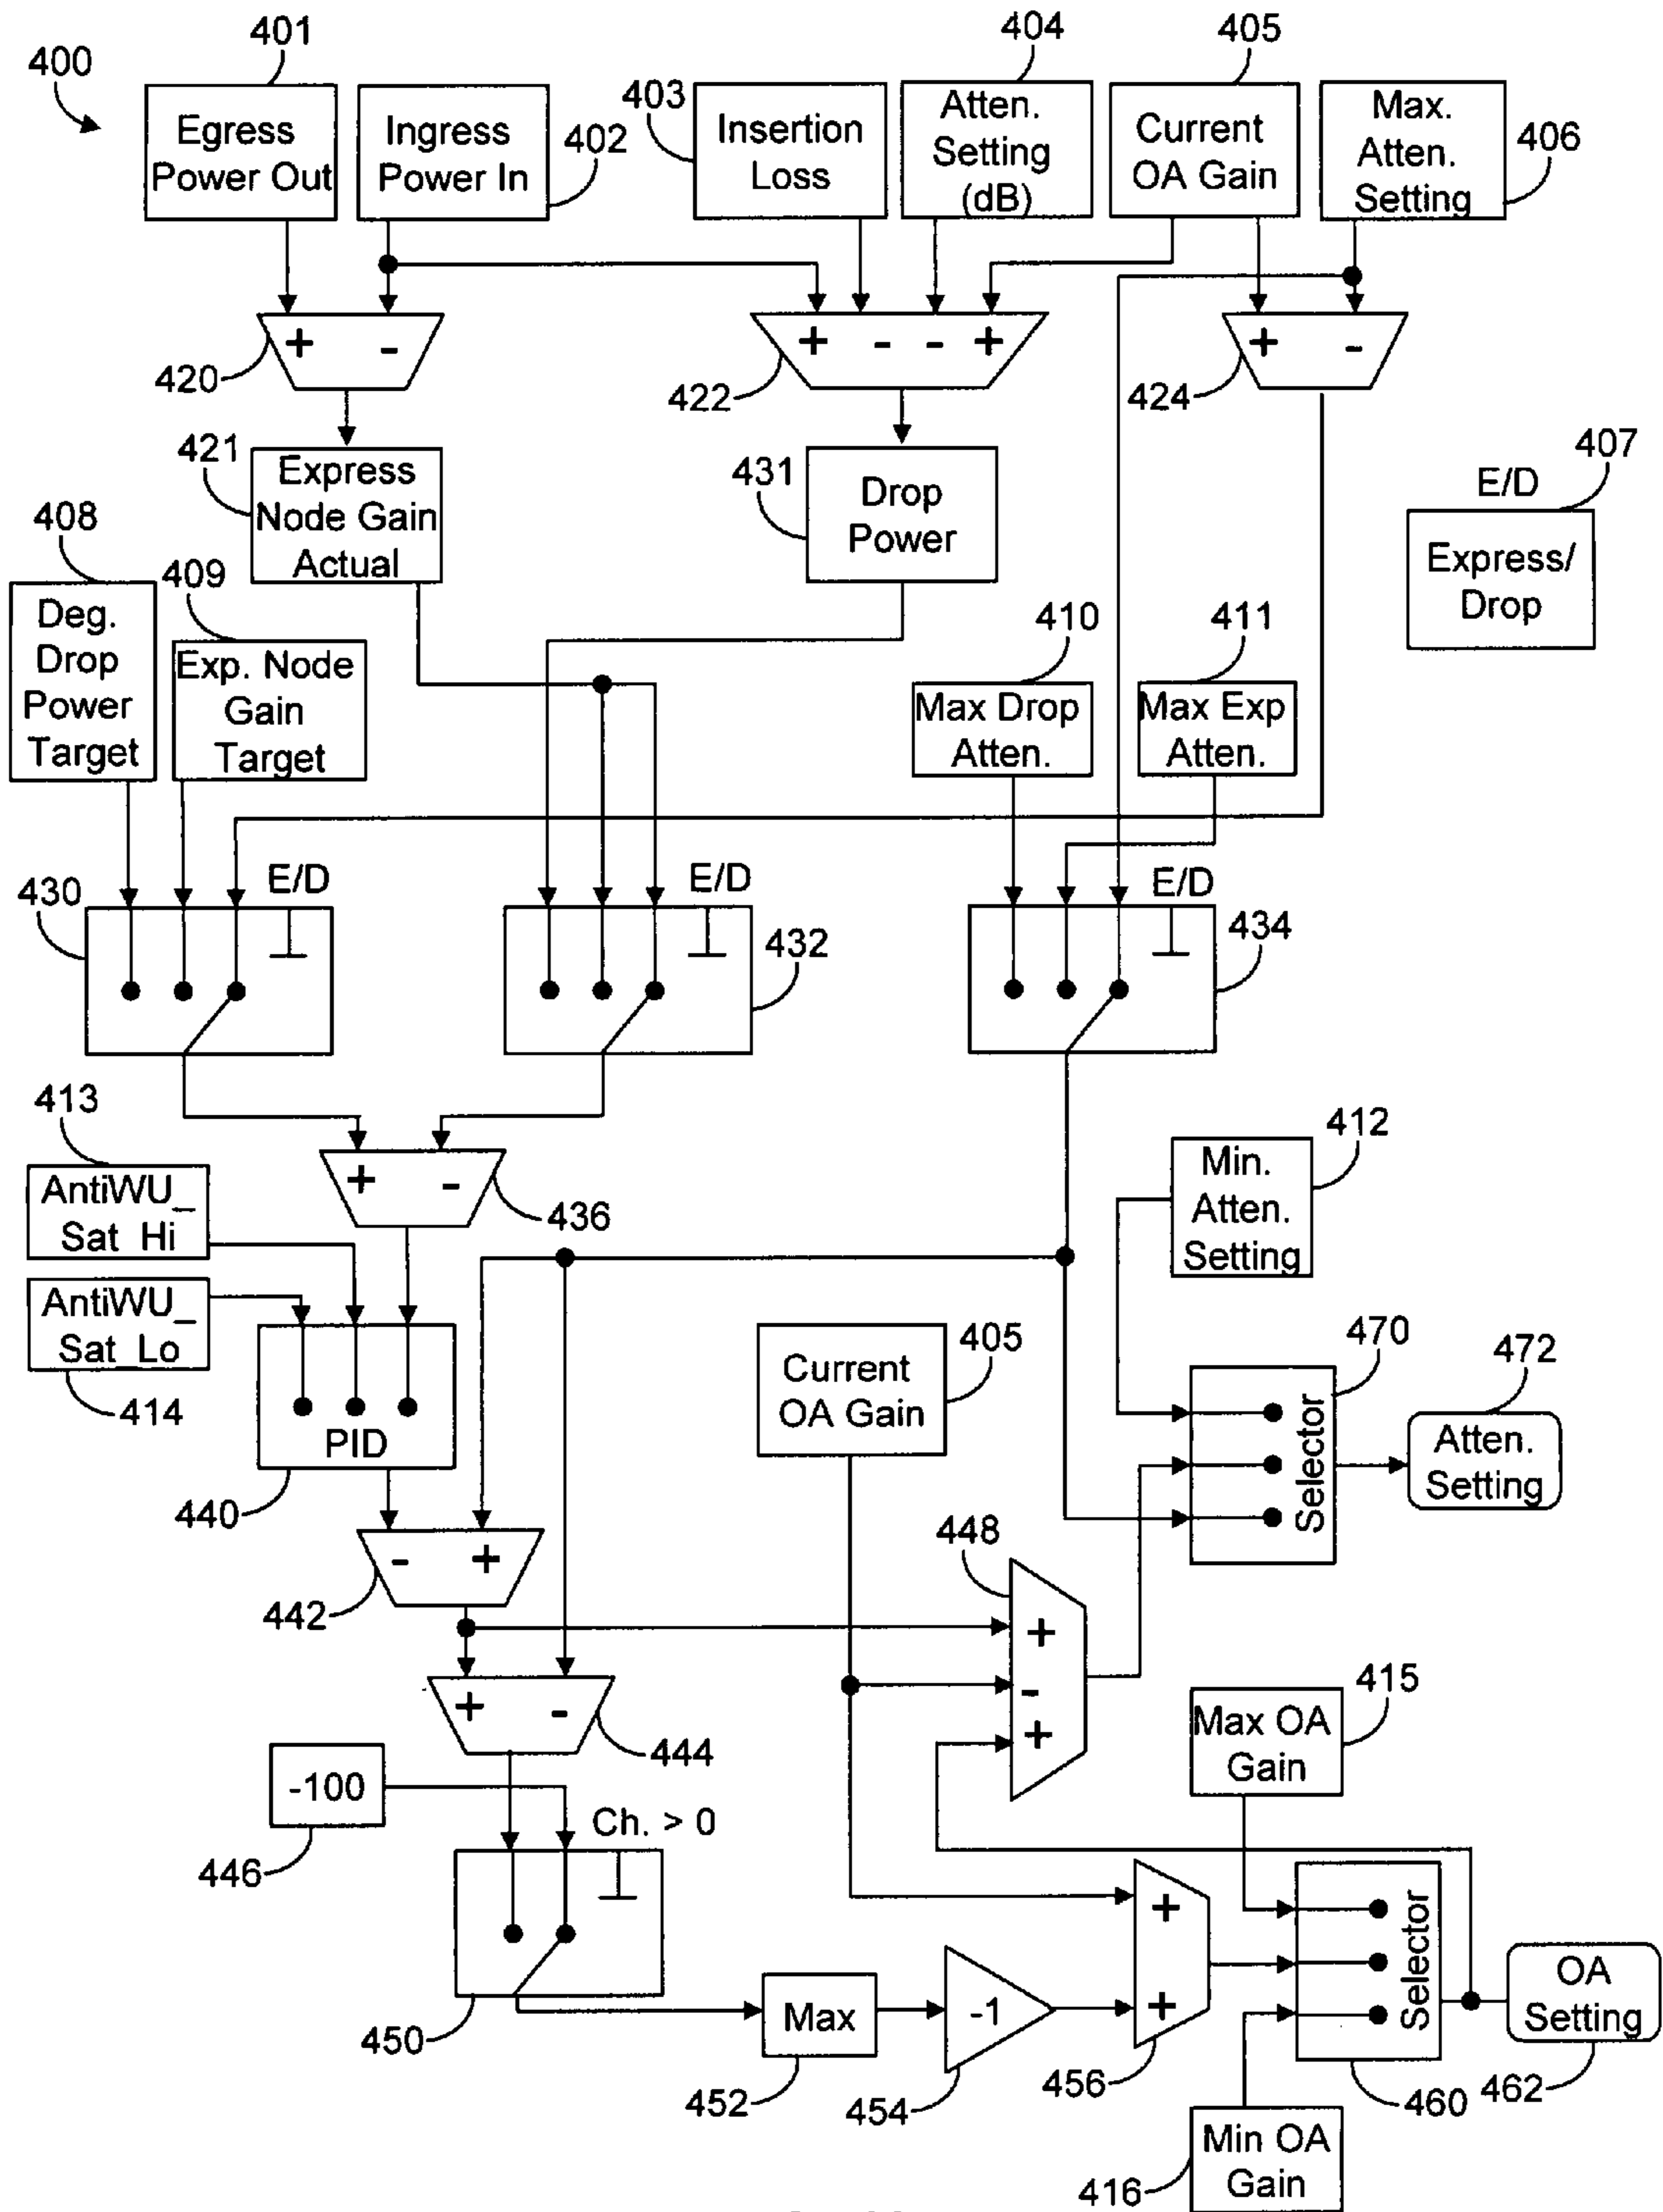 400
401
Egress
Power Out
Ingress
Power In
402
403
Insertion
Loss
404
Atten.
Setting
(dB)
405
Current
OA Gain
Max.
Atten.
Setting
406
+ -
420
+ - - +
422
+ -
424
421
Express
Node Gain
Actual
431
Drop
Power
407
E/D
Express/
Drop
408
Deg.
Drop
Power
Target
409
Exp. Node
Gain
Target
410
Max Drop
Atten.
411
Max Exp
Atten.
430
E/D
E/D
432
E/D
434
413
AntiWU_
Sat_Hi
+ -
436
412
Min.
Atten.
Setting
AntiWU_
Sat_Lo
414
PID
440
Current
OA Gain
405
470
Selector
472
Atten.
Setting
- +
442
448
+
-
+
+ -
444
415
Max OA
Gain
-100
446
Ch. > 0
450
Max
452
-1
454
+
+
456
Selector
460
OA
Setting
462
416
Min OA
Gain